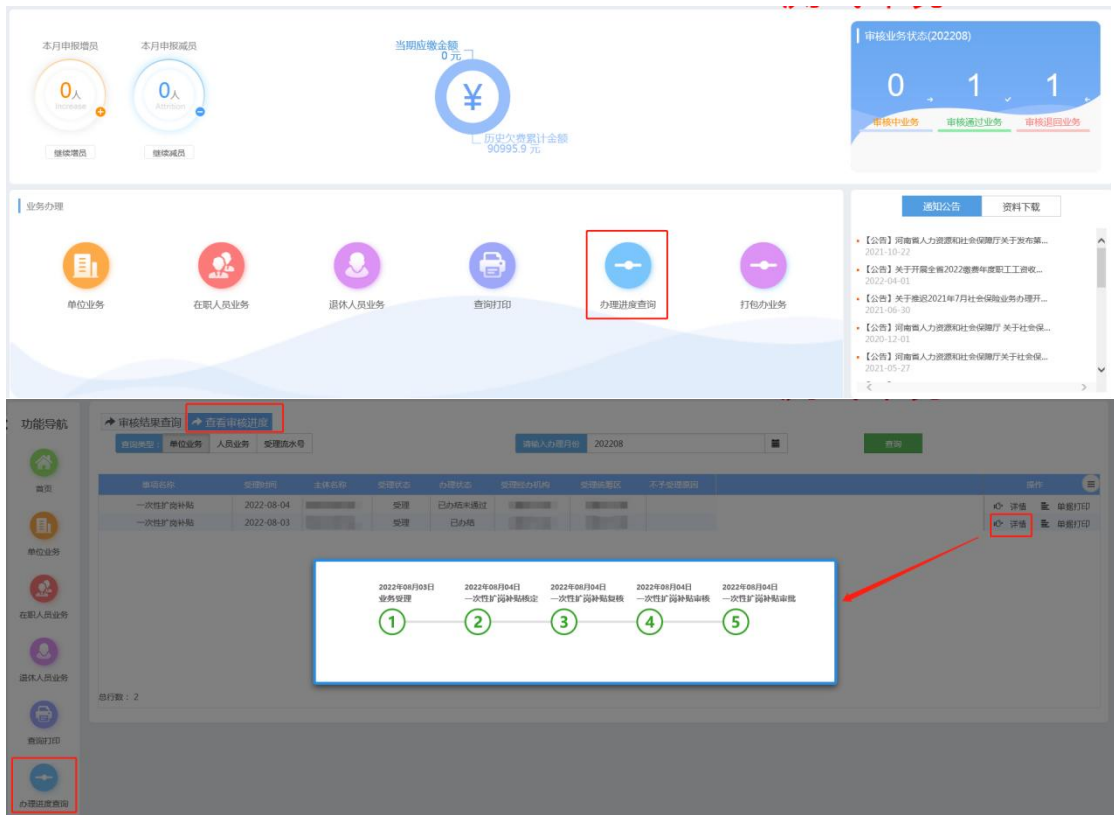 本月申报增员
本月申报减员
0人
Increase
0人
Attrition
继续增员
继续减员
当期应缴金额
0 元
¥
历史欠费累计金额
90995.9 元
审核业务状态(202208)
0
1
1
审核中业务
审核通过业务
审核退回业务
业务办理
单位业务
在职人员业务
退休人员业务
查询打印
办理进度查询
打包办业务
通知公告
资料下载
【公告】河南省人力资源和社会保障厅关于发布第...
2021-10-22
【公告】关于开展全省2022缴费年度职工工资收...
2022-04-01
【公告】关于推迟2021年7月社会保险业务办理开...
2021-06-30
【公告】河南省人力资源和社会保障厅 关于社会保...
2020-12-01
【公告】河南省人力资源和社会保障厅关于社会保...
2021-05-27
功能导航
首页
单位业务
在职人员业务
退休人员业务
查询打印
办理进度查询
审核结果查询 查看审核进度
查询类型： 单位业务 人员业务 受理流水号
请输入办理月份 202208
查询
事项名称 受理时间 主体名称 受理状态 办理状态 受理经办机构 受理统筹区 不予受理原因 操作
一次性扩岗补贴 2022-08-04 受理 已办结未通过 详情 单据打印
一次性扩岗补贴 2022-08-03 受理 已办结 详情 单据打印
2022年08月03日 2022年08月04日 2022年08月04日 2022年08月04日 2022年08月04日
业务受理 一次性扩岗补贴核定 一次性扩岗补贴复核 一次性扩岗补贴审核 一次性扩岗补贴审批
1 2 3 4 5
总行数：2